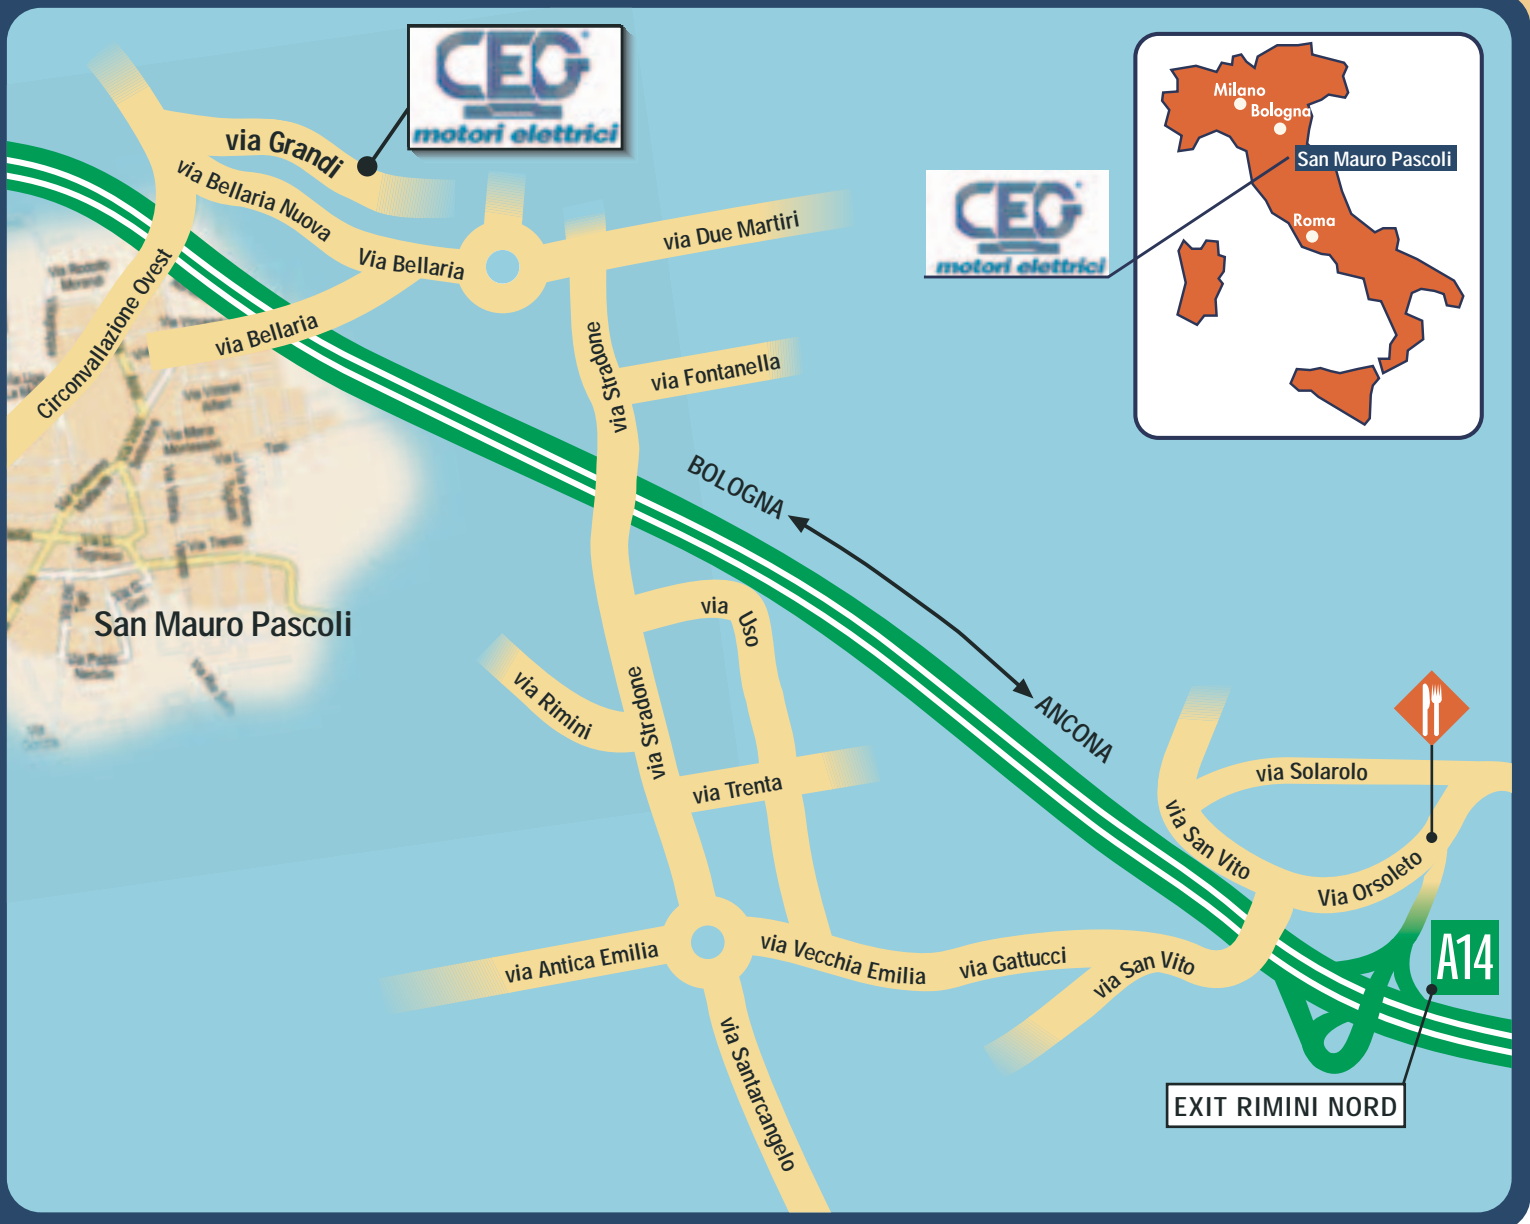 CEG
motori elettrici
via Grandi
via Bellaria Nuova
Via Bellaria
via Due Martiri
Circonvallazione Ovest
via Bellaria
via Stradone
via Fontanella
Milano
Bologna
San Mauro Pascoli
Roma
CEG
motori elettrici
BOLOGNA
ANCONA
San Mauro Pascoli
Via Trento
via Uso
via Rimini
via Stradone
via Trenta
via Solarolo
via San Vito
Via Orsoleto
via Antica Emilia
via Vecchia Emilia
via Gattucci
via San Vito
A14
via Santarcangelo
EXIT RIMINI NORD